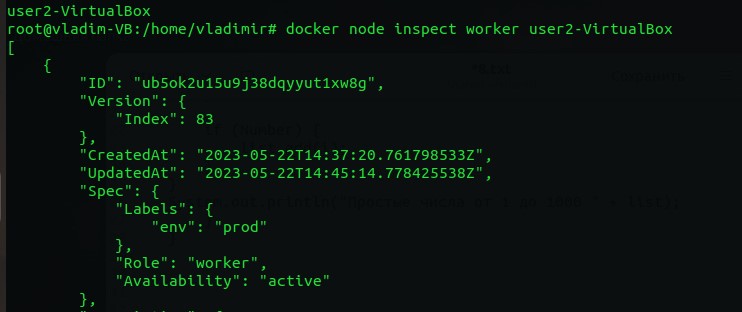 user2-VirtualBox
root@vladim-VB:/home/vladimir# docker node inspect worker user2-VirtualBox
[
    {
        "ID": "ub5ok2u15u9j38dqyyut1xw8g",
        "Version": {
            "Index": 83
        },
        "CreatedAt": "2023-05-22T14:37:20.761798533Z",
        "UpdatedAt": "2023-05-22T14:45:14.778425538Z",
        "Spec": {
            "Labels": {
                "env": "prod"
            },
            "Role": "worker",
            "Availability": "active"
        },